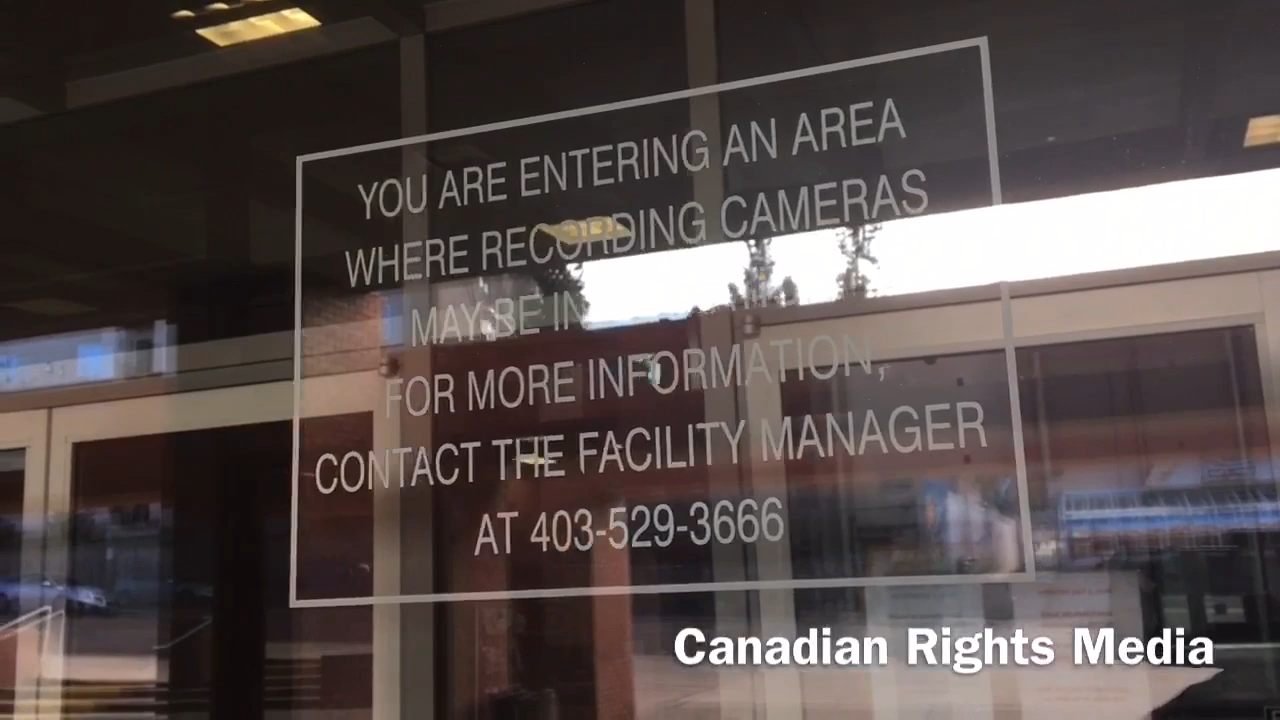 YOU ARE ENTERING AN AREA
WHERE RECORDING CAMERAS
MAY BE IN
FOR MORE INFORMATION,
CONTACT THE FACILITY MANAGER
AT 403-529-3666
Canadian Rights Media